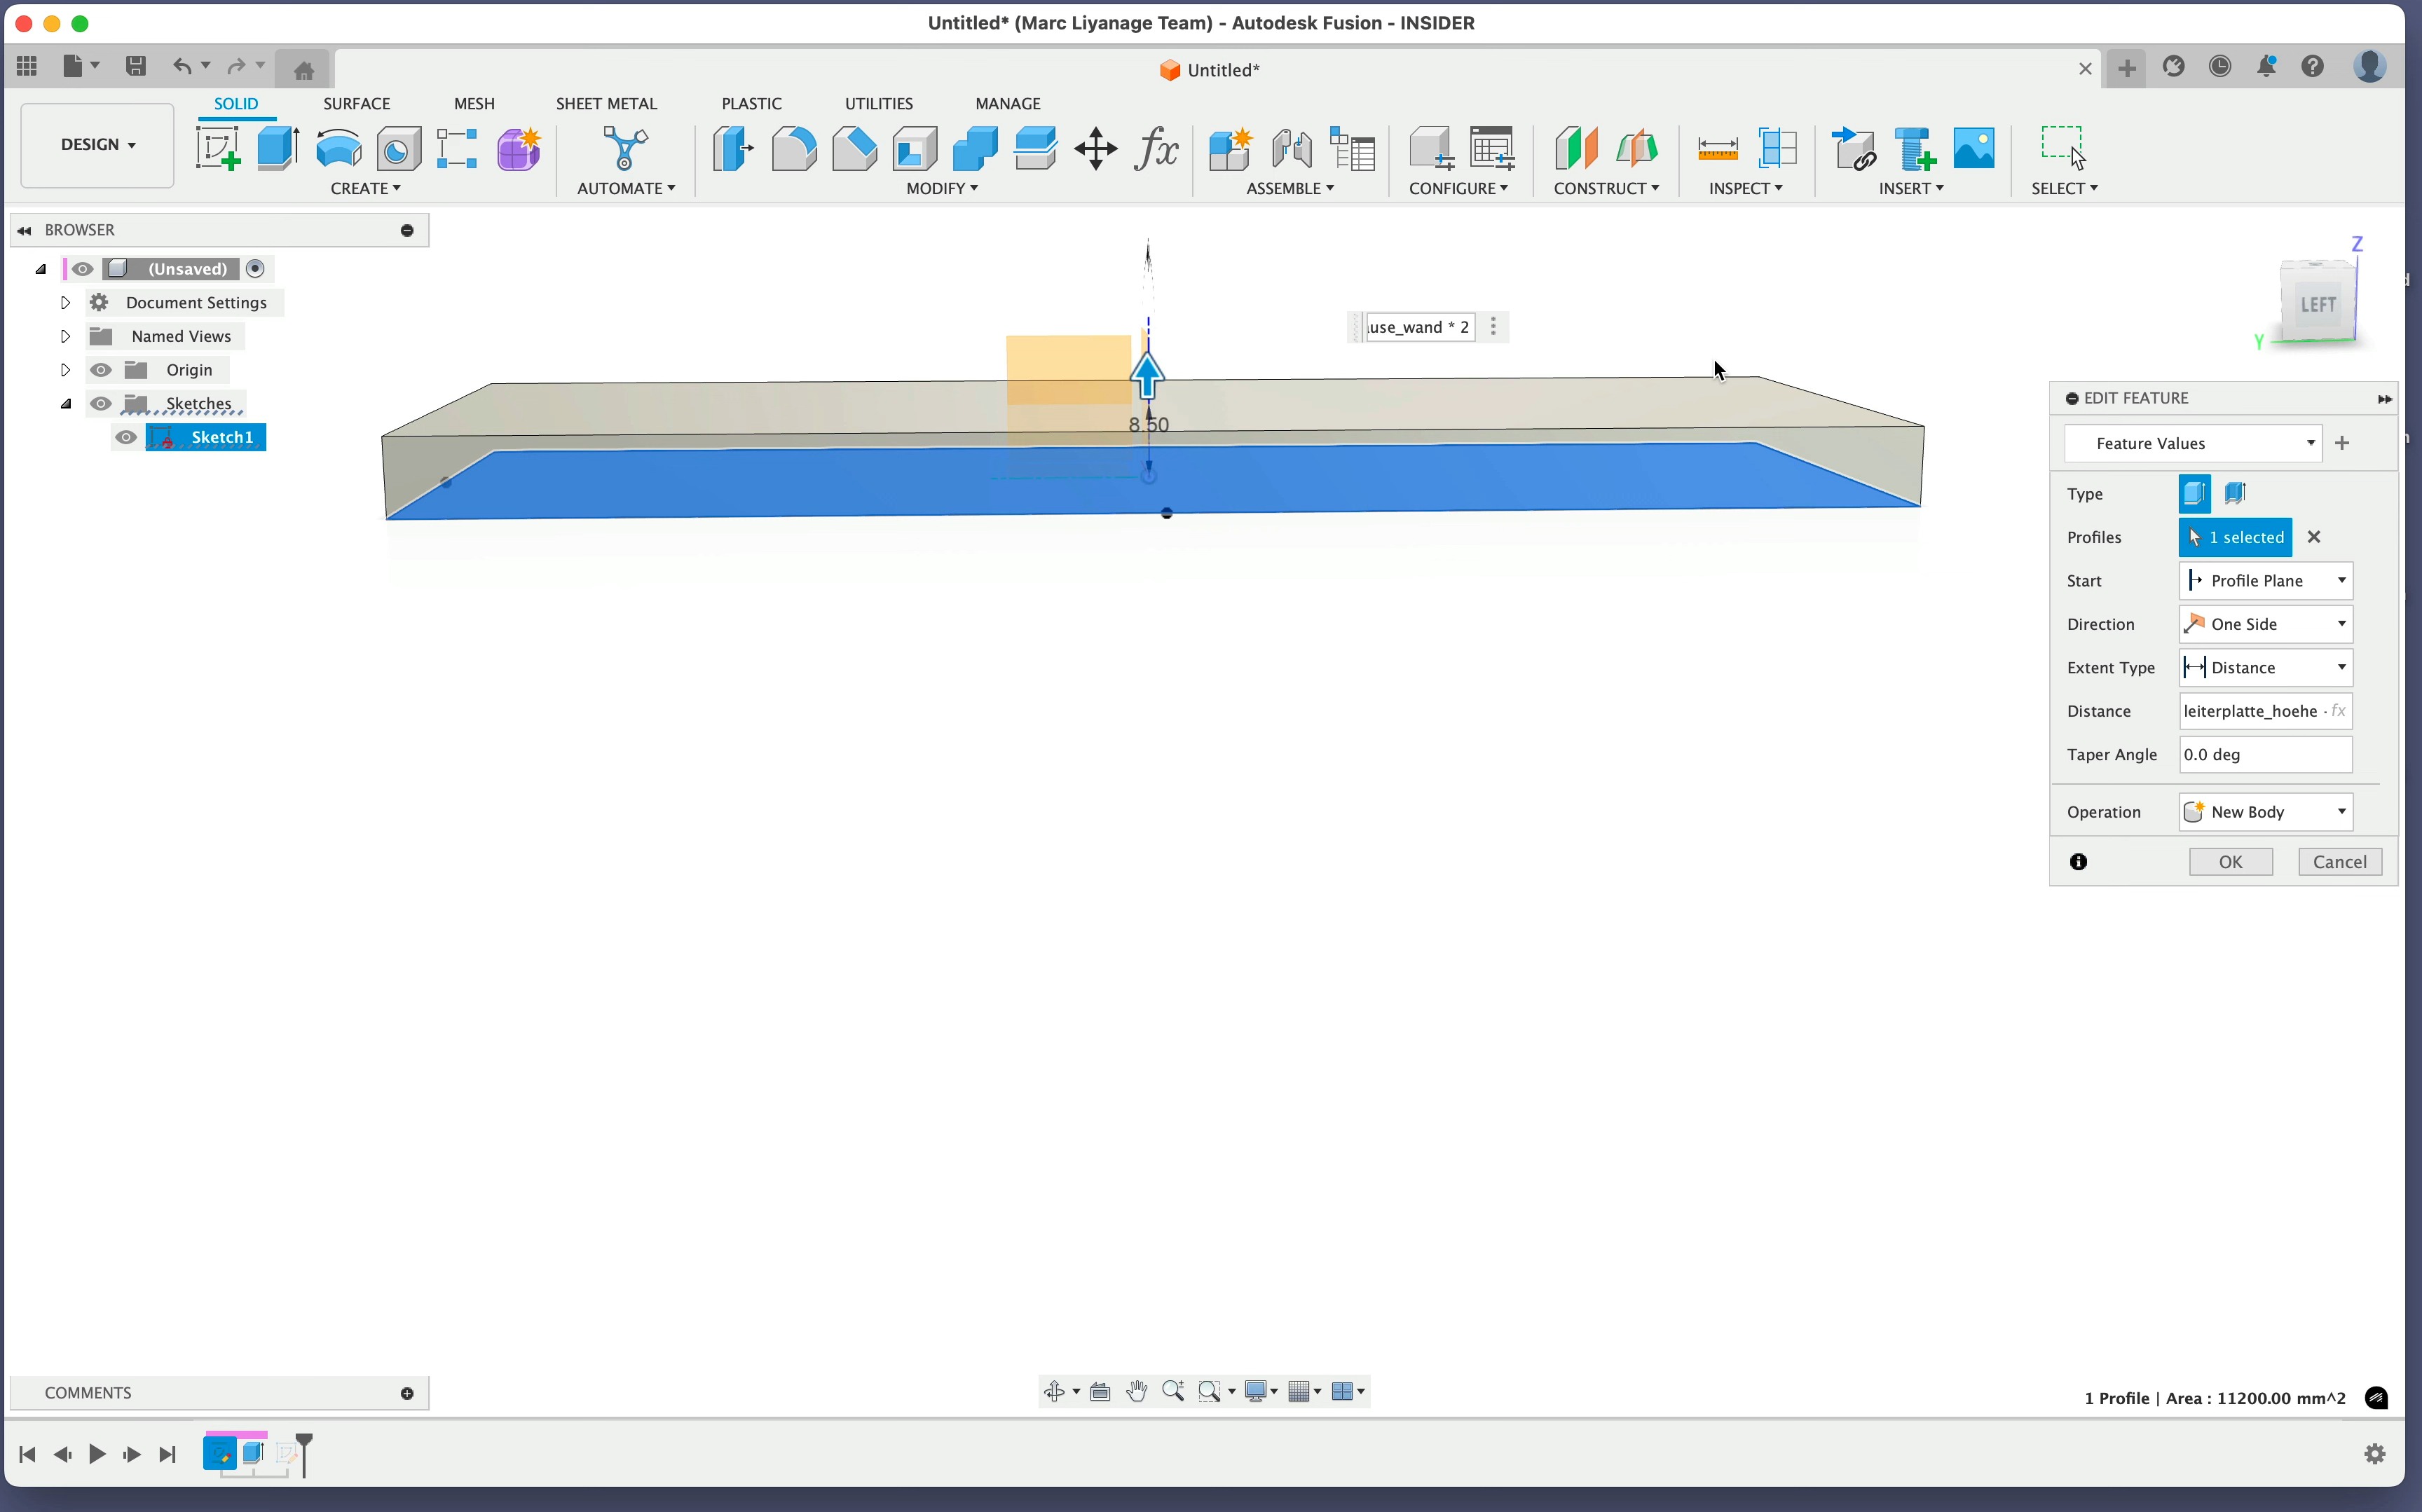 Untitled* (Marc Liyanage Team) - Autodesk Fusion - INSIDER
Untitled*
SOLID SURFACE MESH SHEET METAL PLASTIC UTILITIES MANAGE
DESIGN
CREATE AUTOMATE MODIFY ASSEMBLE CONFIGURE CONSTRUCT INSPECT INSERT SELECT
BROWSER
(Unsaved)
Document Settings
Named Views
Origin
Sketches
Sketch1
use_wand * 2
8.50
Z
LEFT
Y
EDIT FEATURE
Feature Values
Type
Profiles 1 selected
Start Profile Plane
Direction One Side
Extent Type Distance
Distance leiterplatte_hoehe fx
Taper Angle 0.0 deg
Operation New Body
OK Cancel
COMMENTS
1 Profile | Area : 11200.00 mm^2